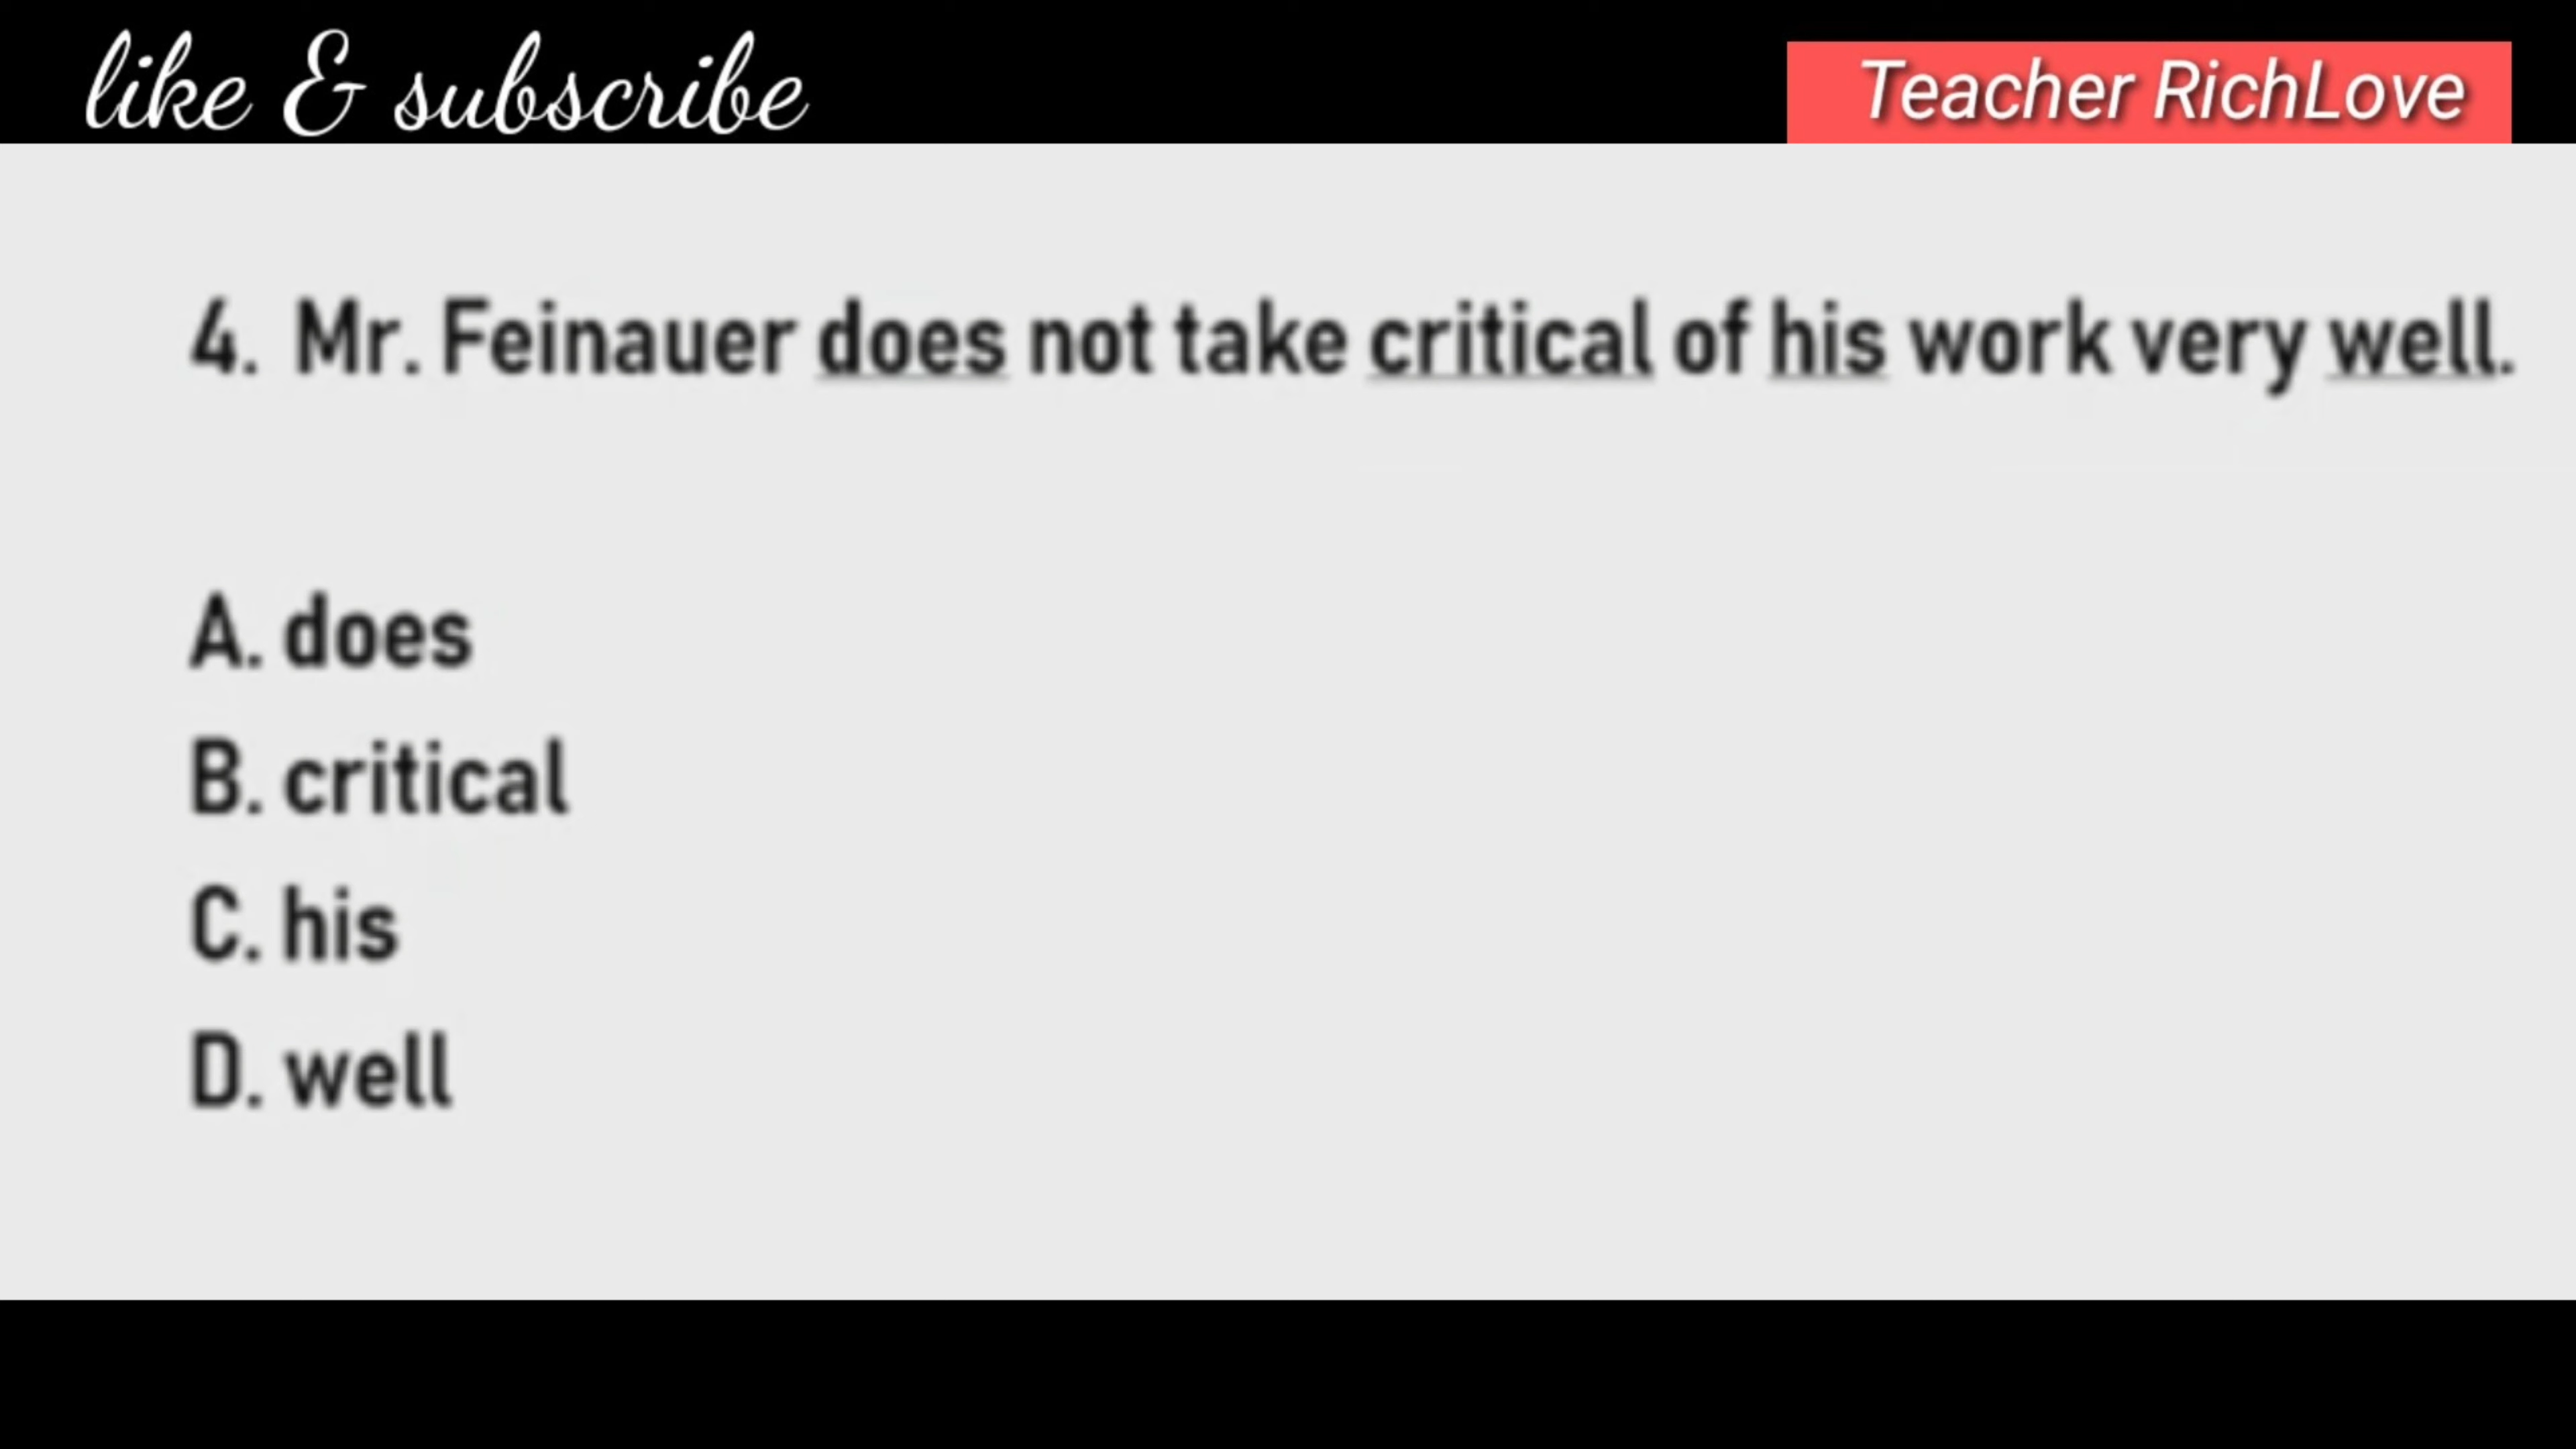 like & subscribe
Teacher RichLove
4. Mr. Feinauer does not take critical of his work very well.
A. does
B. critical
C. his
D. well